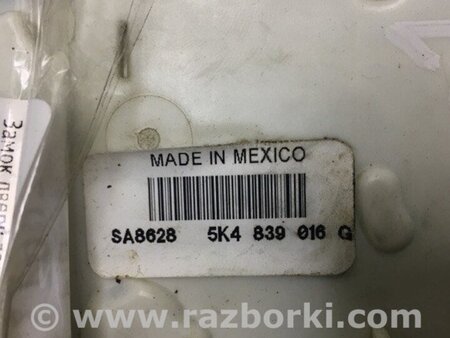 MADE IN MEXICO
SA8628 5K4 839 016 G
Замок
www.razborki.com